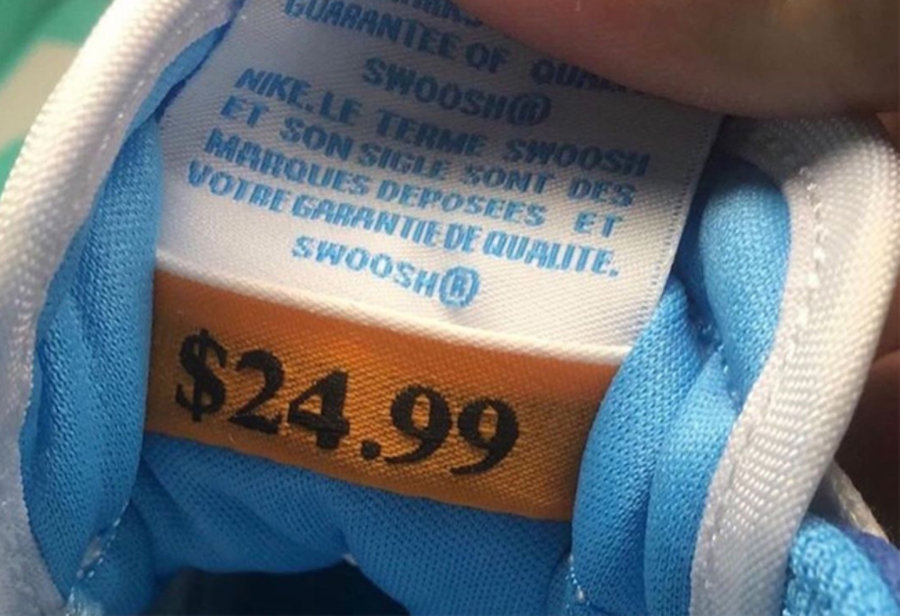 GUARANTEE OF
SWOOSH®
NIKE, LE TERME SWOOSH
ET SON SIGLE SONT DES
MARQUES DEPOSEES ET
VOTRE GARANTIE DE QUALITE.
SWOOSH®
$24.99